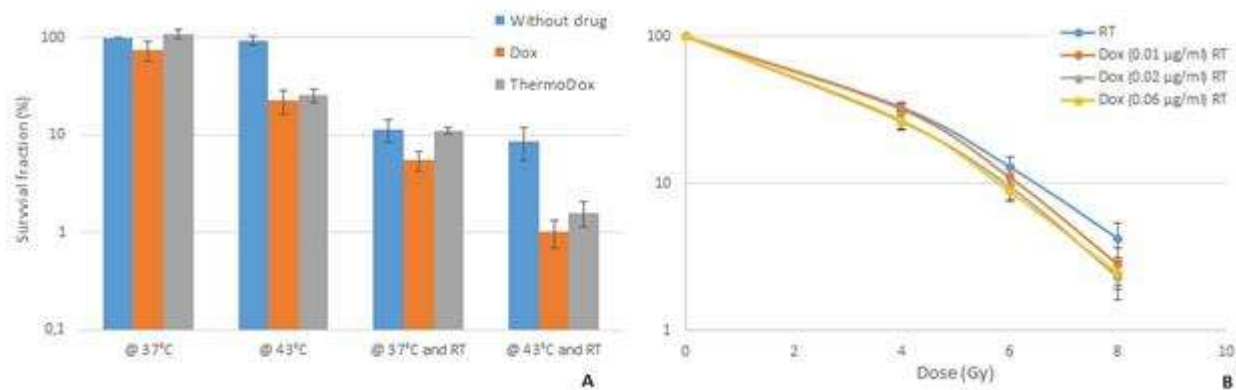 Without drug
Dox
ThermoDox
Survvial fraction (%)
100
10
1
0,1
@ 37°C
@ 43°C
@ 37°C and RT
@ 43°C and RT
A
RT
Dox (0.01 µg/ml) RT
Dox (0.02 µg/ml) RT
Dox (0.06 µg/ml) RT
100
10
1
0
2
4
6
8
10
Dose (Gy)
B